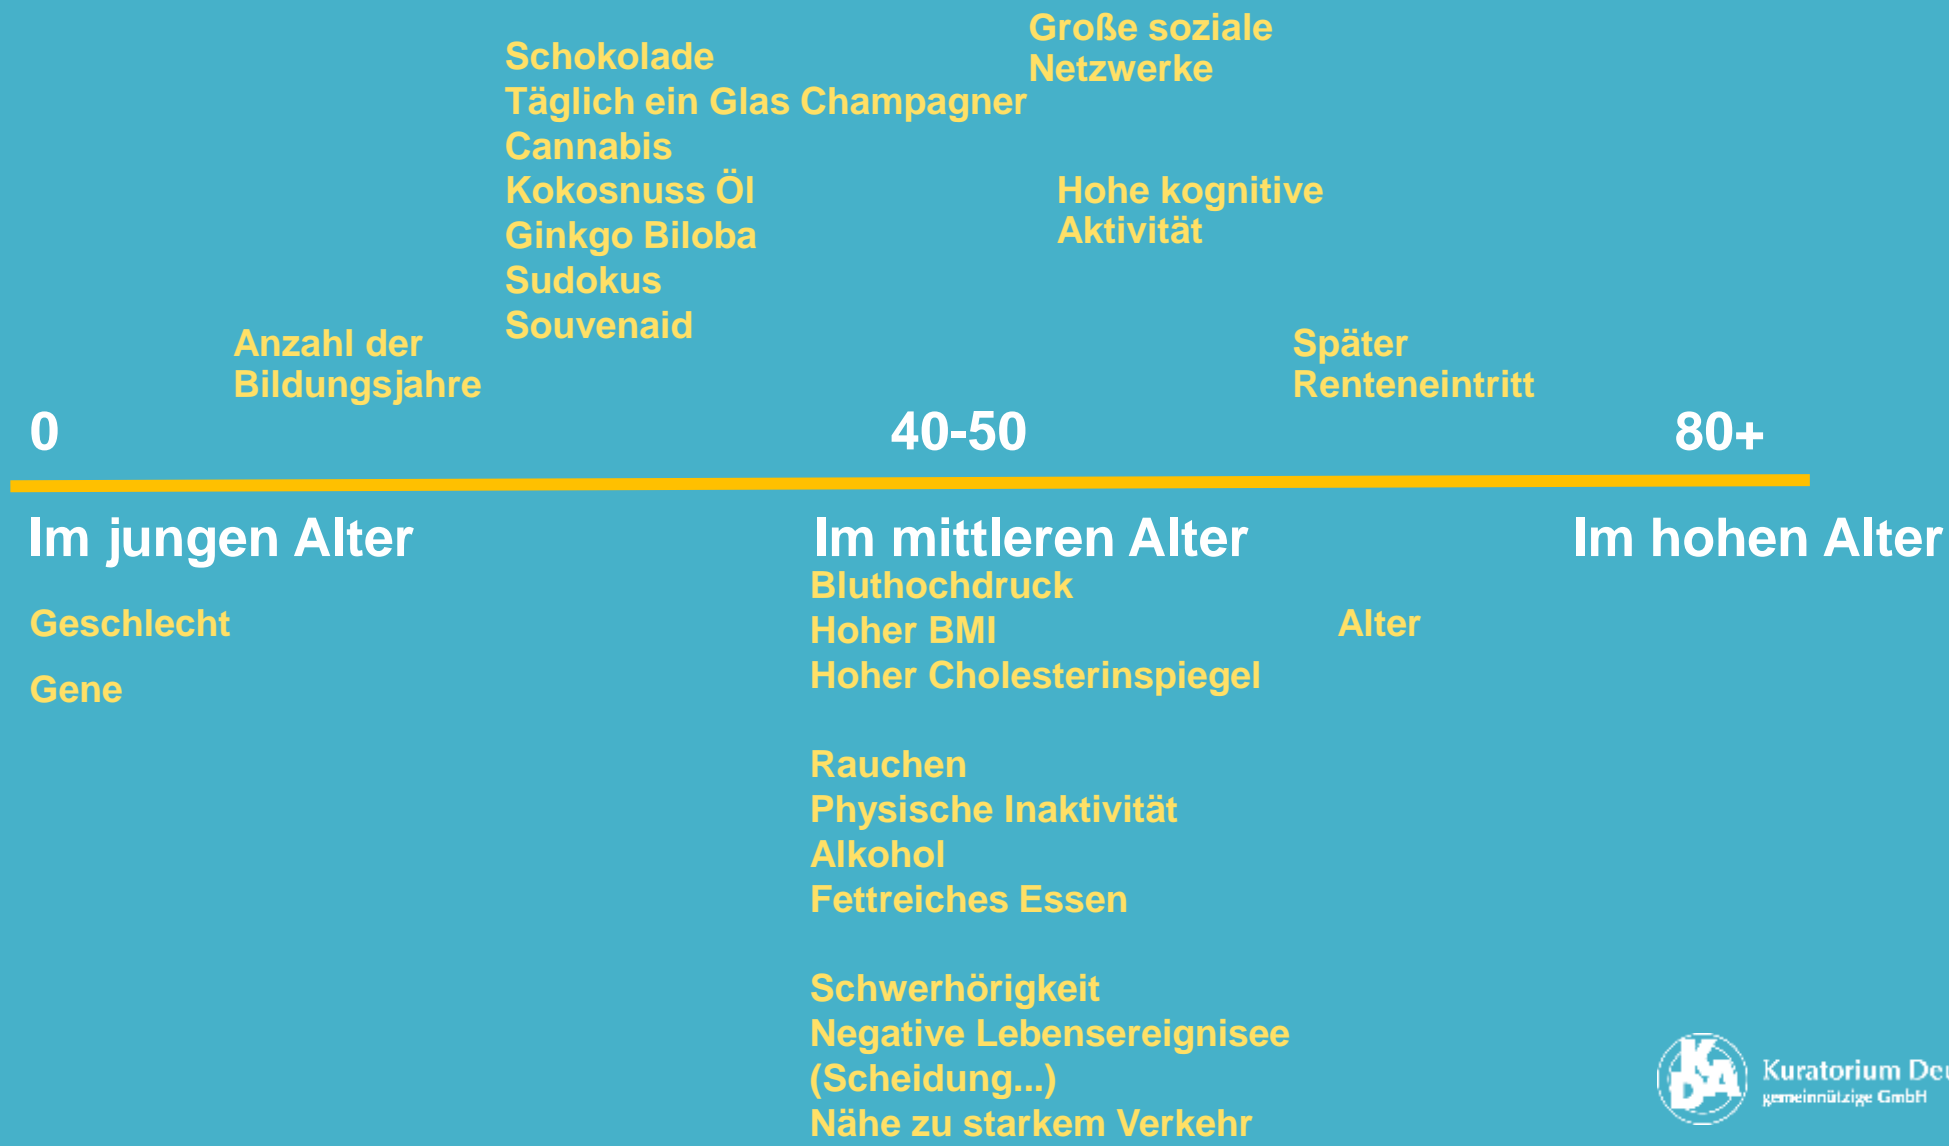 Große soziale
Netzwerke
Schokolade
Täglich ein Glas Champagner
Cannabis
Kokosnuss Öl
Ginkgo Biloba
Sudokus
Souvenaid
Hohe kognitive
Aktivität
Anzahl der
Bildungsjahre
Später
Renteneintritt
0
40-50
80+
Im jungen Alter
Im mittleren Alter
Im hohen Alter
Geschlecht
Gene
Bluthochdruck
Hoher BMI
Hoher Cholesterinspiegel
Rauchen
Physische Inaktivität
Alkohol
Fettreiches Essen
Schwerhörigkeit
Negative Lebensereignisee
(Scheidung...)
Nähe zu starkem Verkehr
Alter
KDA
Kuratorium Deu
gemeinnützige GmbH